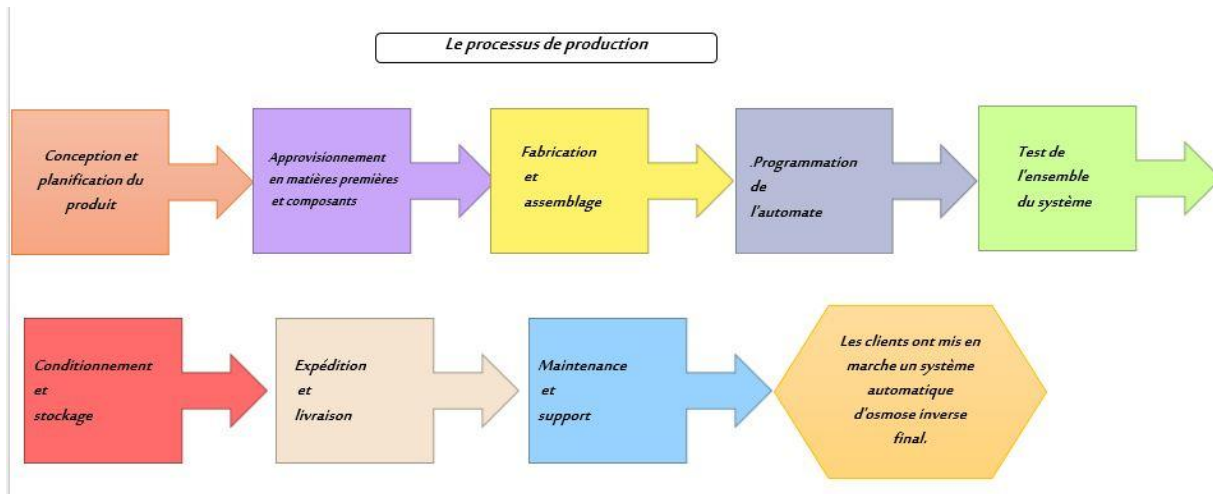 Le processus de production
Conception et
planification du
produit
Approvisionnement
en matières premières
et composants
Fabrication
et
assemblage
.Programmation
de
l'automate
Test de
l'ensemble
du système
Conditionnement
et
stockage
Expédition
et
livraison
Maintenance
et
support
Les clients ont mis en
marche un système
automatique
d'osmose inverse
final.